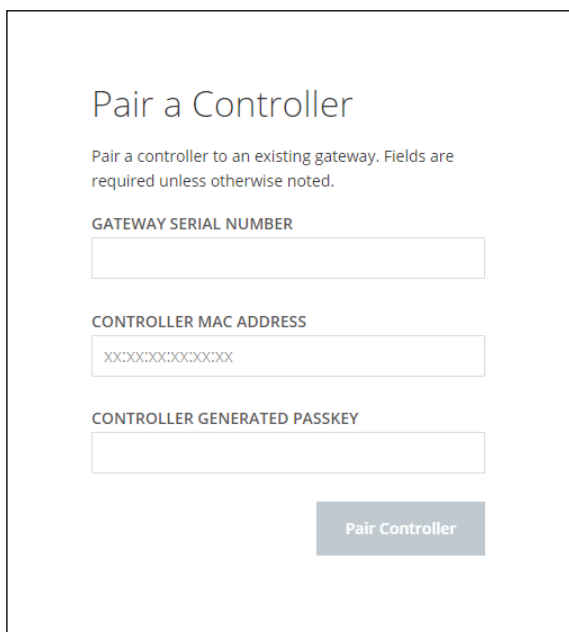 Pair a Controller
Pair a controller to an existing gateway. Fields are
required unless otherwise noted.
GATEWAY SERIAL NUMBER
CONTROLLER MAC ADDRESS
xx:xx:xx:xx:xx:xx
CONTROLLER GENERATED PASSKEY
Pair Controller